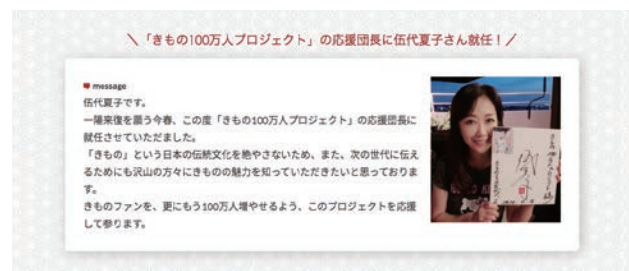 ＼「きもの100万人プロジェクト」の応援団長に伍代夏子さん就任！／
message
伍代夏子です。
一陽来復を願う今春、この度「きもの100万人プロジェクト」の応援団長に
就任させていただました。
「きもの」という日本の伝統文化を絶やさないため、また、次の世代に伝え
るためにも沢山の方々にきものの魅力を知っていただきたいと思っておりま
す。
きものファンを、更にもう100万人増やせるよう、このプロジェクトを応援
して参ります。